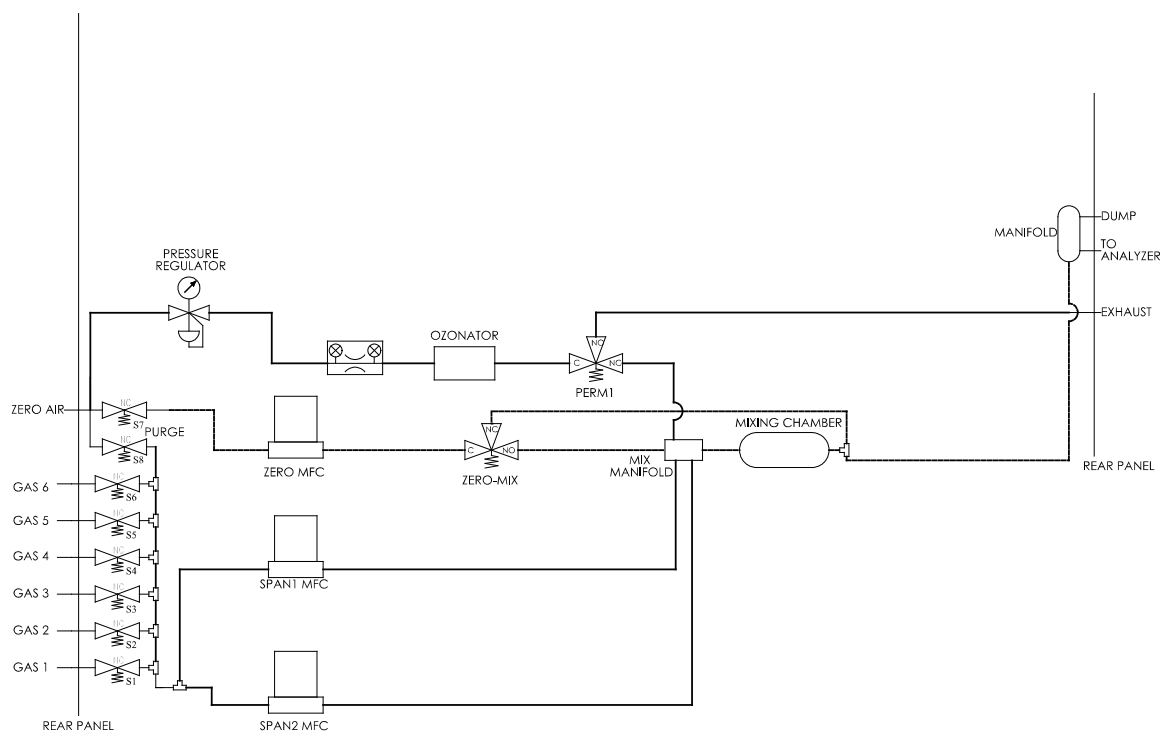 DUMP
MANIFOLD
TO
ANALYZER
PRESSURE
REGULATOR
EXHAUST
OZONATOR
NC
C
NC
PERM1
ZERO AIR
NC
S7
PURGE
NC
S8
ZERO MFC
NC
C
NO
ZERO-MIX
MIX
MANIFOLD
MIXING CHAMBER
REAR PANEL
GAS 6
NC
S6
GAS 5
NC
S5
GAS 4
NC
S4
GAS 3
NC
S3
GAS 2
NC
S2
GAS 1
NC
S1
SPAN1 MFC
SPAN2 MFC
REAR PANEL